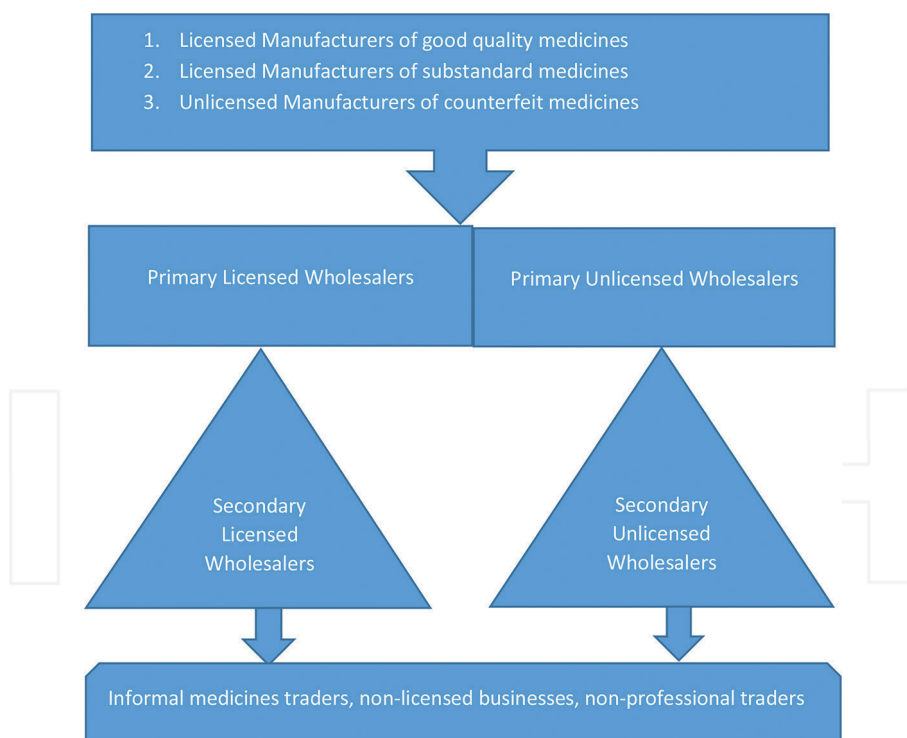 1. Licensed Manufacturers of good quality medicines
2. Licensed Manufacturers of substandard medicines
3. Unlicensed Manufacturers of counterfeit medicines
Primary Licensed Wholesalers
Primary Unlicensed Wholesalers
Secondary
Licensed
Wholesalers
Secondary
Unlicensed
Wholesalers
Informal medicines traders, non-licensed businesses, non-professional traders